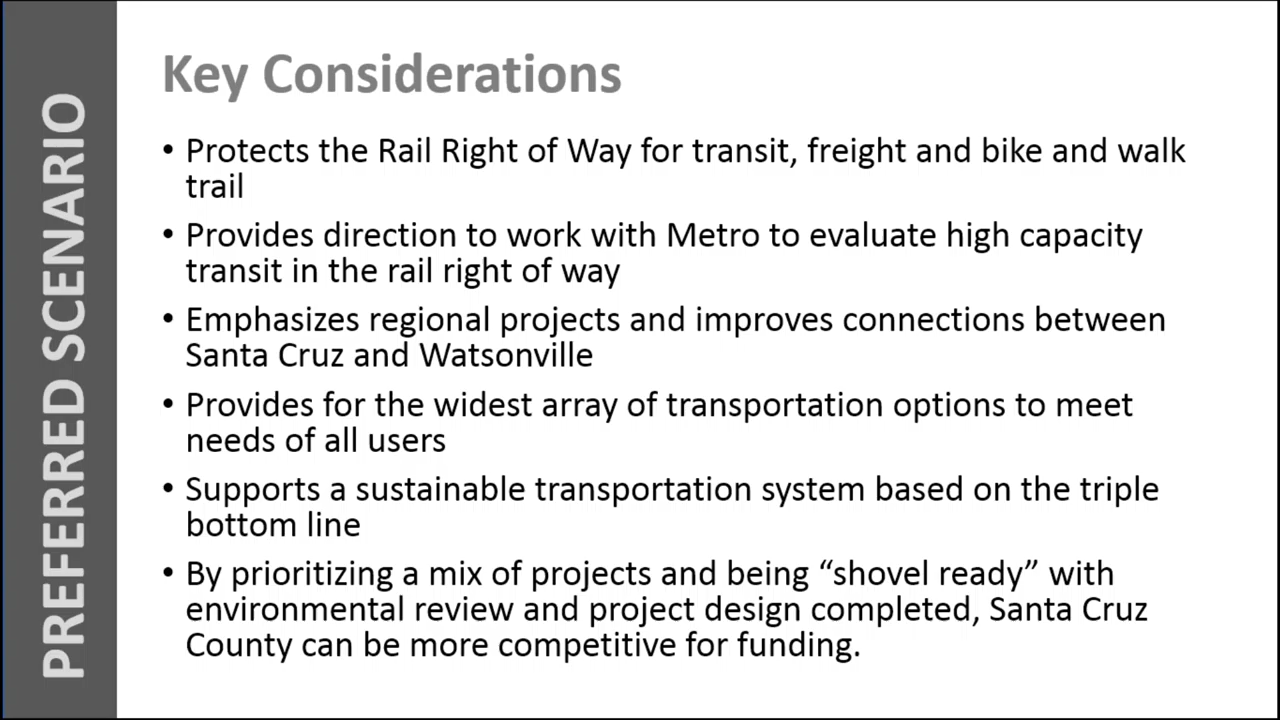 PREFERRED SCENARIO
Key Considerations
• Protects the Rail Right of Way for transit, freight and bike and walk
trail
• Provides direction to work with Metro to evaluate high capacity
transit in the rail right of way
• Emphasizes regional projects and improves connections between
Santa Cruz and Watsonville
• Provides for the widest array of transportation options to meet
needs of all users
• Supports a sustainable transportation system based on the triple
bottom line
• By prioritizing a mix of projects and being “shovel ready” with
environmental review and project design completed, Santa Cruz
County can be more competitive for funding.